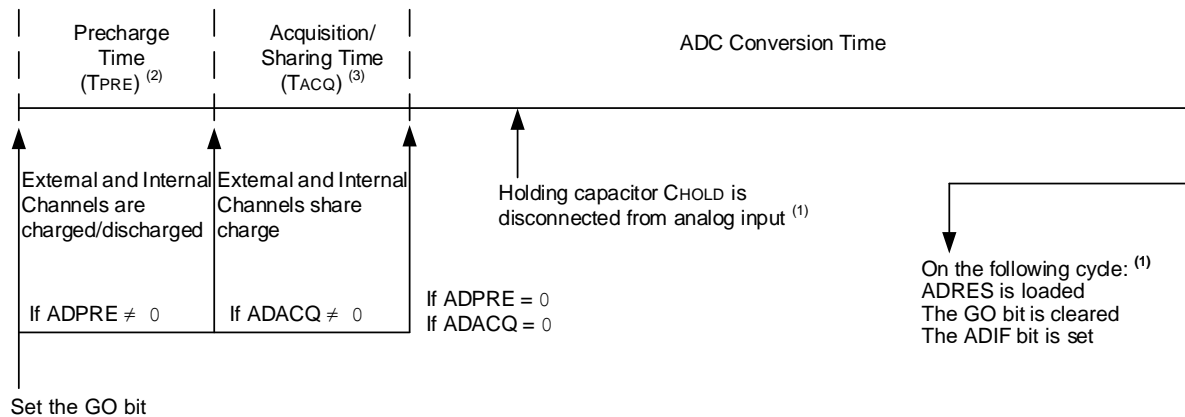 Precharge
Time
(TPRE) (2)
Acquisition/
Sharing Time
(TACQ) (3)
ADC Conversion Time
External and Internal
Channels are
charged/discharged
External and Internal
Channels share
charge
Holding capacitor CHOLD is
disconnected from analog input (1)
If ADPRE ≠ 0
If ADACQ ≠ 0
If ADPRE = 0
If ADACQ = 0
On the following cycle: (1)
ADRES is loaded
The GO bit is cleared
The ADIF bit is set
Set the GO bit